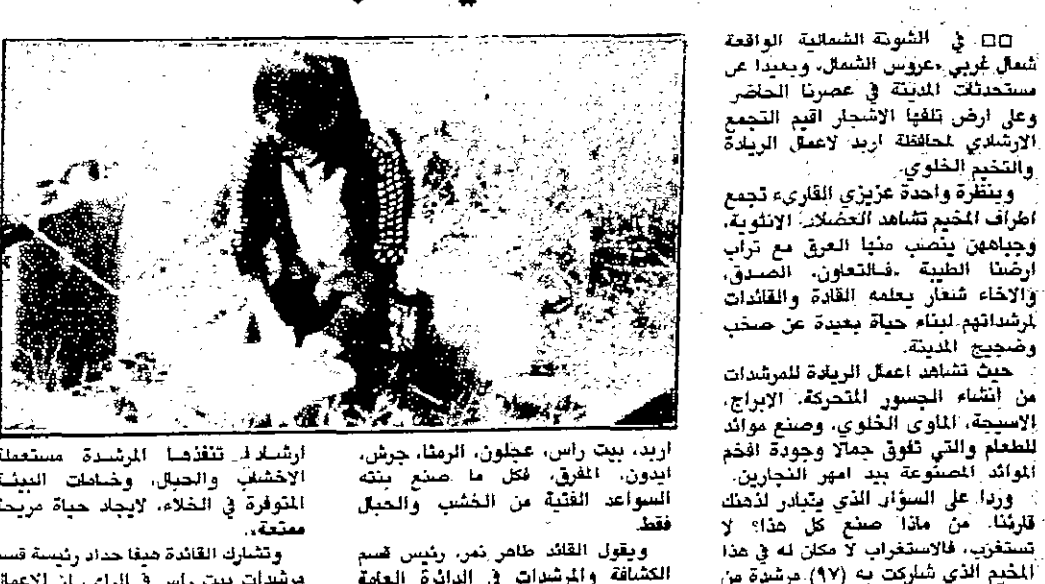 □□ في الشونة الشمالية الواقعة
شمال غربي «عروس الشمال» وبعيدا عن
مستحدثات المدينة في عصرنا الحاضر
وعلى ارض تلفها الاشجار اقيم التجمع
الارشادي لمحافظة اربد لاعمال الريادة
والتخيم الخلوي.
وبنظرة واحدة عزيزي القاريء تجمع
اطراف المخيم تشاهد العضلات الانثوية،
وجباههن ينصب منها العرق مع تراب
ارضنا الطيبة «فالتعاون، الصدق،
والاخاء شعار يعلمه القادة والقائدات
لمرشداتهم لبناء حياة بعيدة عن صخب
وضجيج المدينة.
حيث تشاهد اعمال الريادة للمرشدات
من إنشاء الجسور المتحركة، الابراج،
الاسيجة، المأوى الخلوي، وصنع موائد
للطعام والتي تفوق جمالا وجودة افخم
الموائد المصنوعة بيد امهر النجارين.
وردا على السؤال الذي يتبادر لذهنك
قارئنا. من ماذا صنع كل هذا؟ لا
تستغرب، فالاستغراب لا مكان له في هذا
المخيم الذي شاركت به (٩٧) مرشدة من
اربد، بيت راس، عجلون، الرمثا، جرش،
ايدون، المفرق، فكل ما صنع بنته
السواعد الفتية من الخشب والحبال
فقط.
ويقول القائد طاهر نمر، رئيس قسم
الكشافة والمرشدات في الدائرة العامة
تنفذها المرشدة مستعملة
الاخشاب والحبال، وخامات البيئة
المتوفرة في الخلاء، لايجاد حياة مريحة
ممتعة».
وتشارك القائدة هيفا حداد رئيسة قسم
مرشدات بيت راس في الراي، ان الاعمال